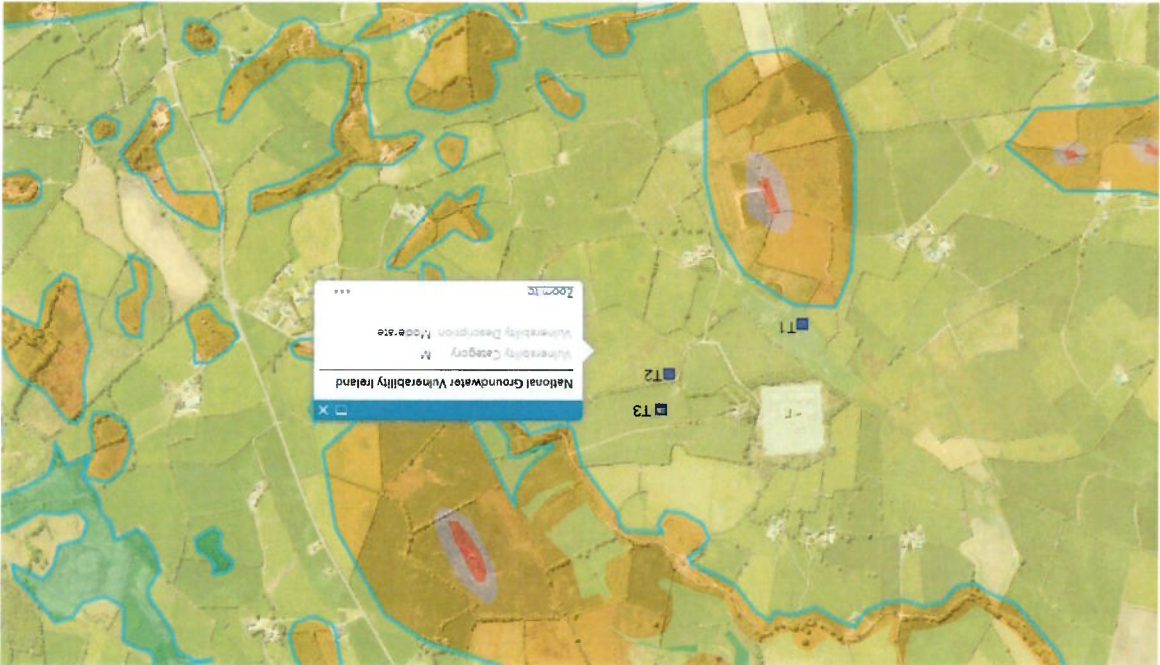 T3
T2
T1
National Groundwater Vulnerability Ireland
Vulnerability Category M
Vulnerability Description Moderate
Zoom to